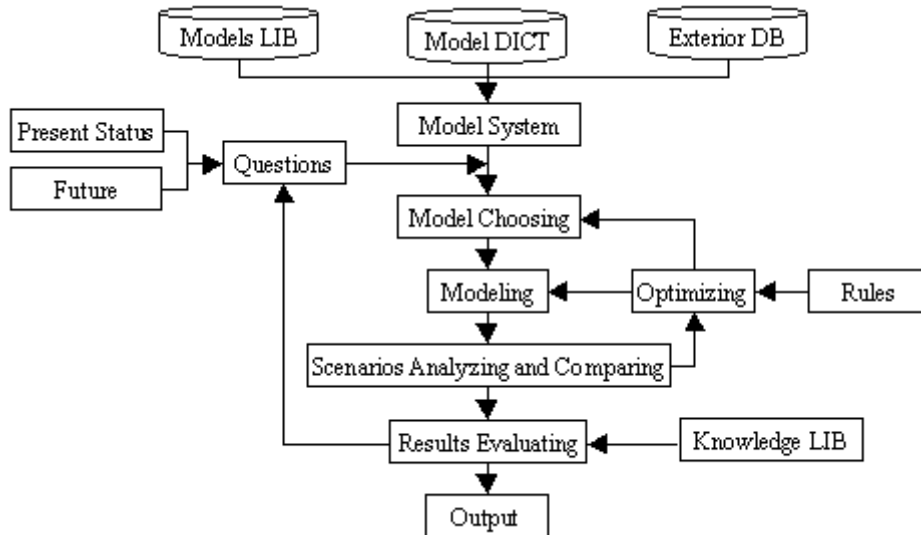 Models LIB
Model DICT
Exterior DB
Present Status
Model System
Questions
Future
Model Choosing
Modeling
Optimizing
Rules
Scenarios Analyzing and Comparing
Results Evaluating
Knowledge LIB
Output